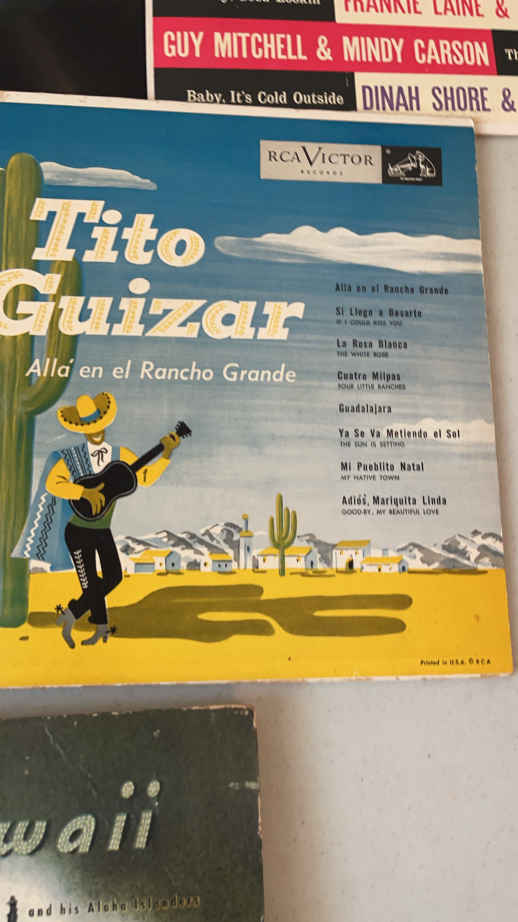 FRANKIE LAINE &
GUY MITCHELL & MINDY CARSON
Baby, It's Cold Outside
DINAH SHORE &
RCA VICTOR
RECORDS
Tito
Guizar
Allá en el Rancho Grande
Allá en el Rancho Grande
Si Llego a Besarte
IF I COULD KISS YOU
La Rosa Blanca
THE WHITE ROSE
Cuatro Milpas
FOUR LITTLE RANCHES
Guadalajara
Ya Se Va Metiendo el Sol
THE SUN IS SETTING
Mi Pueblito Natal
MY NATIVE TOWN
Adiós, Mariquita Linda
GOOD-BY, MY BEAUTIFUL LOVE
Printed in U.S.A. © RCA
waii
and his Aloha Islanders